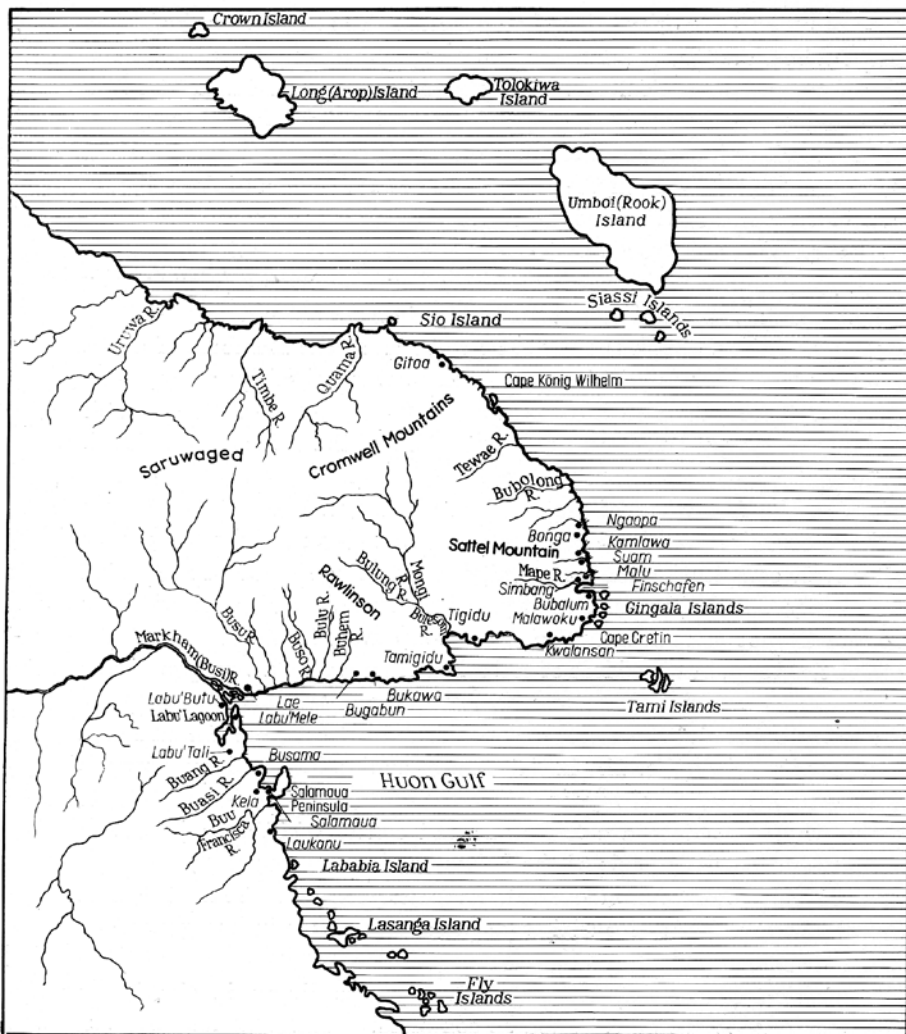 Crown Island
Long (Arop) Island
Tolokiwa
Island
Umboi (Rook)
Island
Siassi Islands
Sio Island
Uruwa R.
Timbe R.
Quama R.
Gitoa
Cape König Wilhelm
Saruwaged
Cromwell Mountains
Tewae R.
Bubolong
R.
Ngaopa
Bonga
Kamlawa
Sattel Mountain
Suam
Malu
Mape R.
Finschafen
Simbang
Bubalum
Gingala Islands
Malawoku
Cape Cretin
Kwalansan
Rawlinson
Bulung
R.
Mongi
R.
Tigidu
Tamigidu
Busu R.
Buso R.
Bulu R.
Buhem
R.
Markham (Busi) R.
Labu'Butu
Lae
Labu'Lagoon
Labu'Mele
Bukawa
Bugabun
Tami Islands
Labu'Tali
Buang R.
Busama
Huon Gulf
Buasi R.
Kela
Salamaua
Peninsula
Buu
Salamaua
Francisca
R.
Laukanu
Lababia Island
Lasanga Island
Fly
Islands